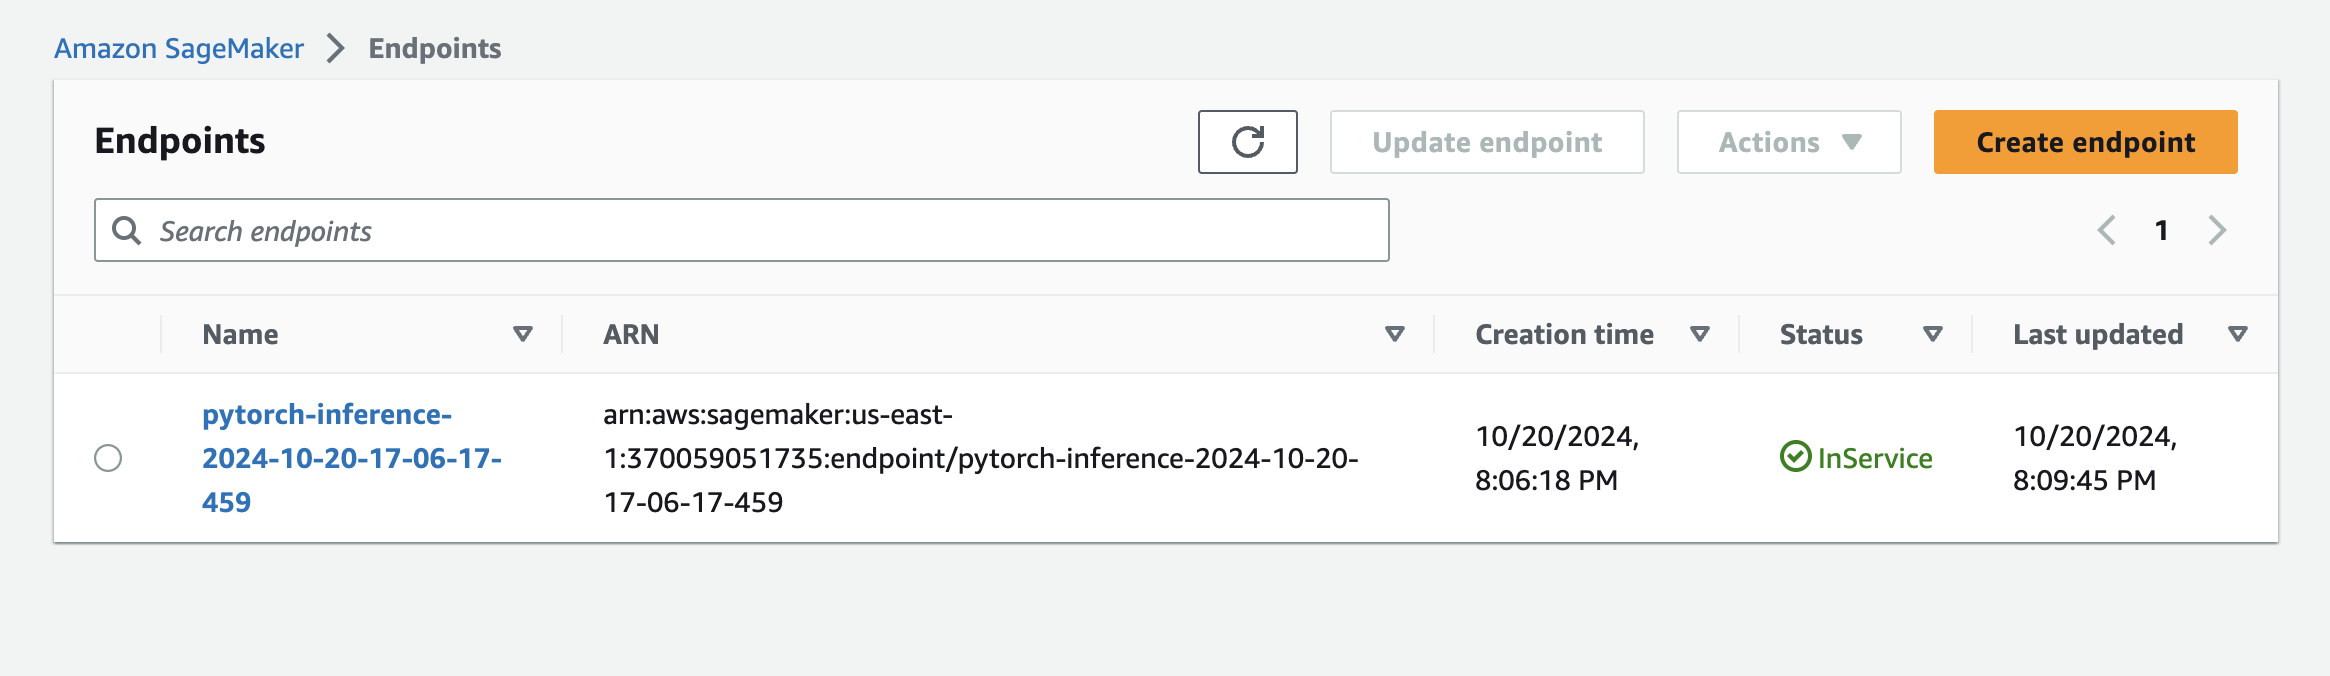 Amazon SageMaker > Endpoints
Endpoints
Update endpoint
Actions
Create endpoint
Search endpoints
1
Name
ARN
Creation time
Status
Last updated
pytorch-inference-
2024-10-20-17-06-17-
459
arn:aws:sagemaker:us-east-
1:370059051735:endpoint/pytorch-inference-2024-10-20-
17-06-17-459
10/20/2024,
8:06:18 PM
InService
10/20/2024,
8:09:45 PM